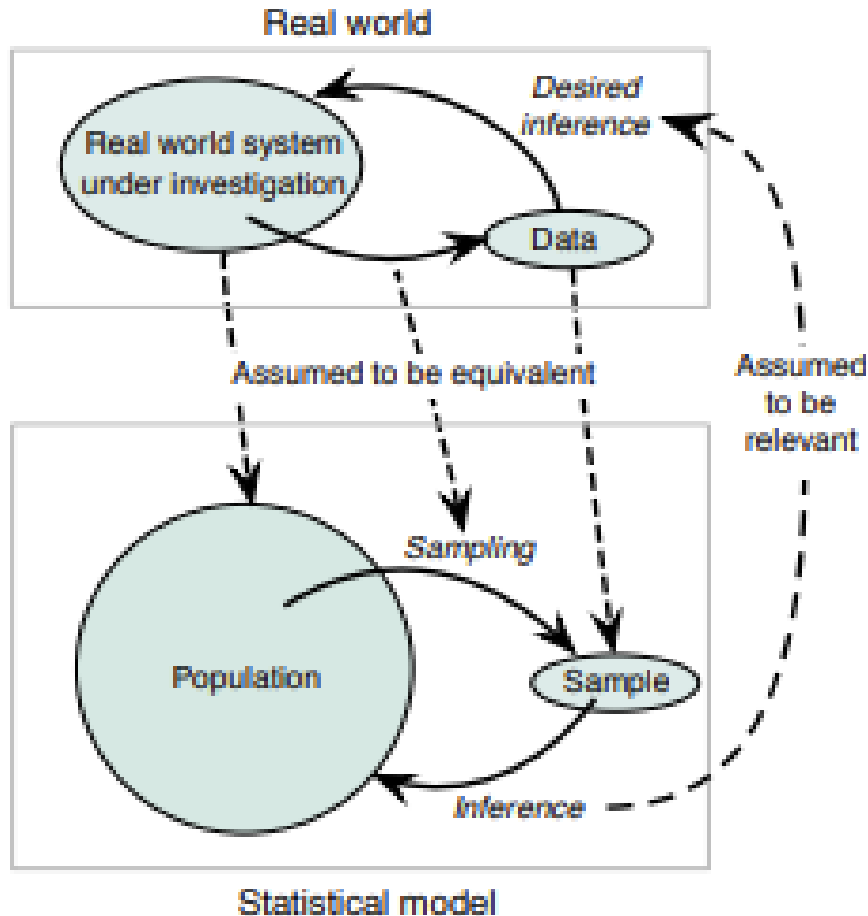 Real world
Desired
inference
Real world system
under investigation
Data
Assumed to be equivalent
Assumed
to be
relevant
Sampling
Population
Sample
Inference
Statistical model